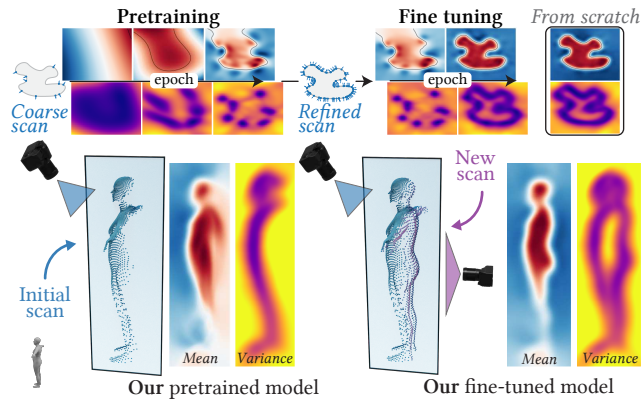 Pretraining
Fine tuning
From scratch
epoch
epoch
Coarse
scan
Refined
scan
New
scan
Initial
scan
Mean
Variance
Mean
Variance
Our pretrained model
Our fine-tuned model